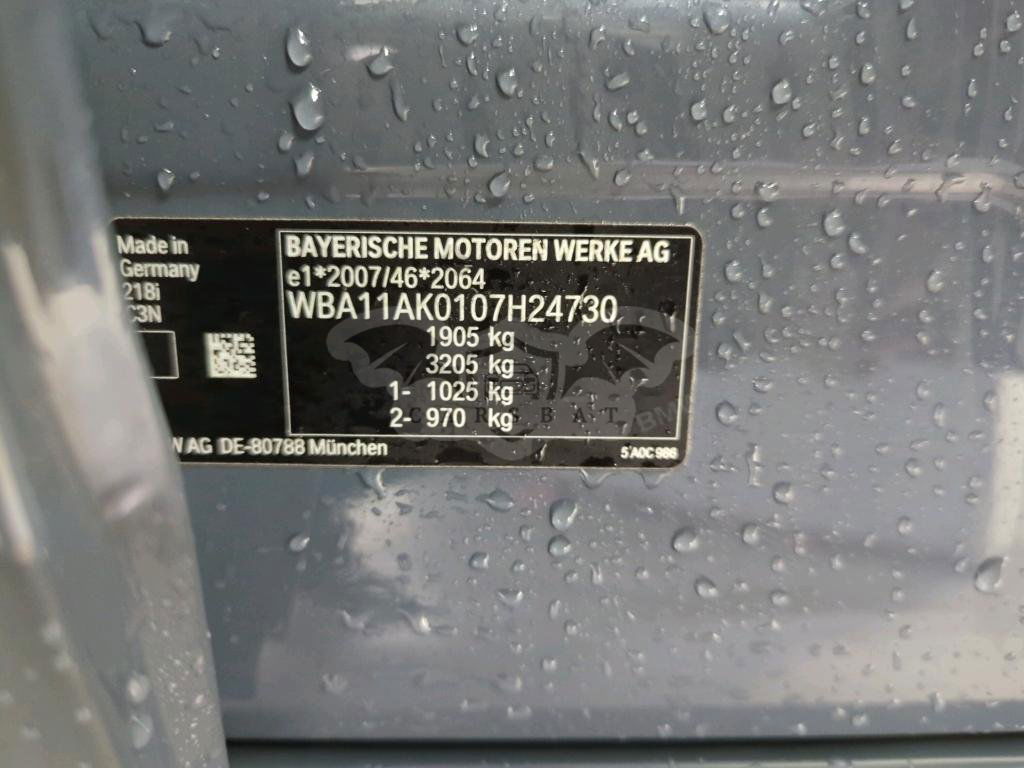 Made in
Germany
218i
C3N
BAYERISCHE MOTOREN WERKE AG
e1*2007/46*2064
WBA11AK0107H24730
1905 kg
3205 kg
1- 1025 kg
2- 970 kg
W AG DE-80788 München
5 A0C 986
CARSBAT